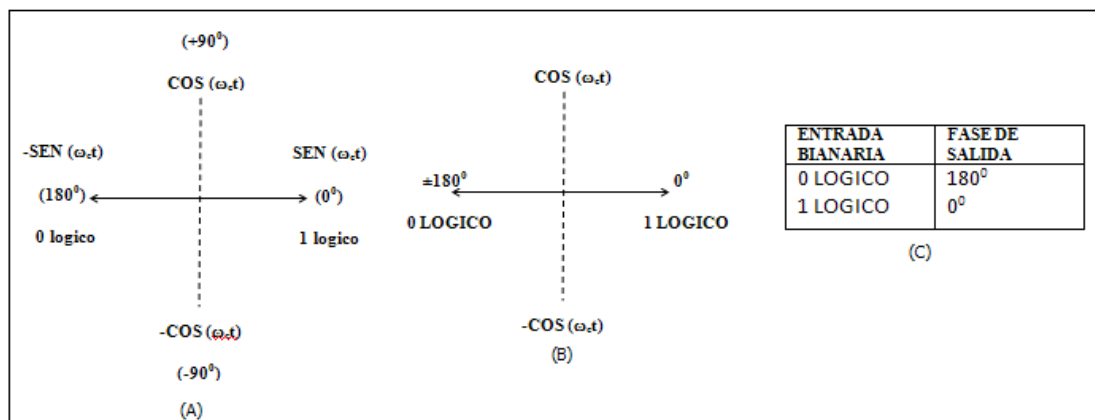 (+90⁰)
COS (ωct)
-SEN (ωct)
SEN (ωct)
(180⁰)
(0⁰)
0 logico
1 logico
-COS (ωct)
(-90⁰)
(A)
COS (ωct)
±180⁰
0⁰
0 LOGICO
1 LOGICO
-COS (ωct)
(B)
ENTRADA BIANARIA
FASE DE SALIDA
0 LOGICO
180⁰
1 LOGICO
0⁰
(C)